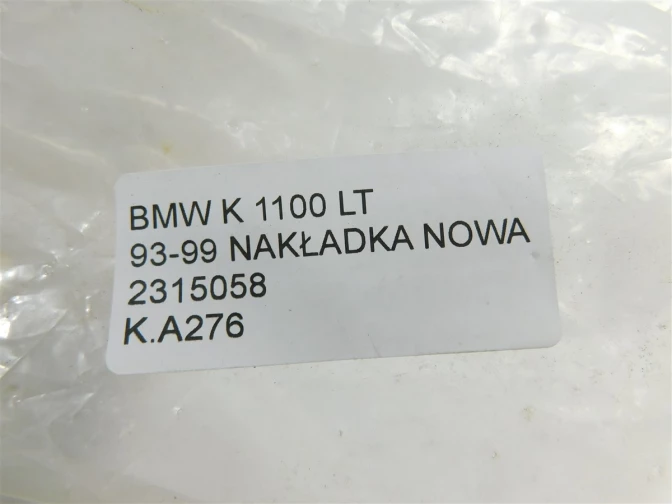 BMW K 1100 LT
93-99 NAKŁADKA NOWA
2315058
K.A276